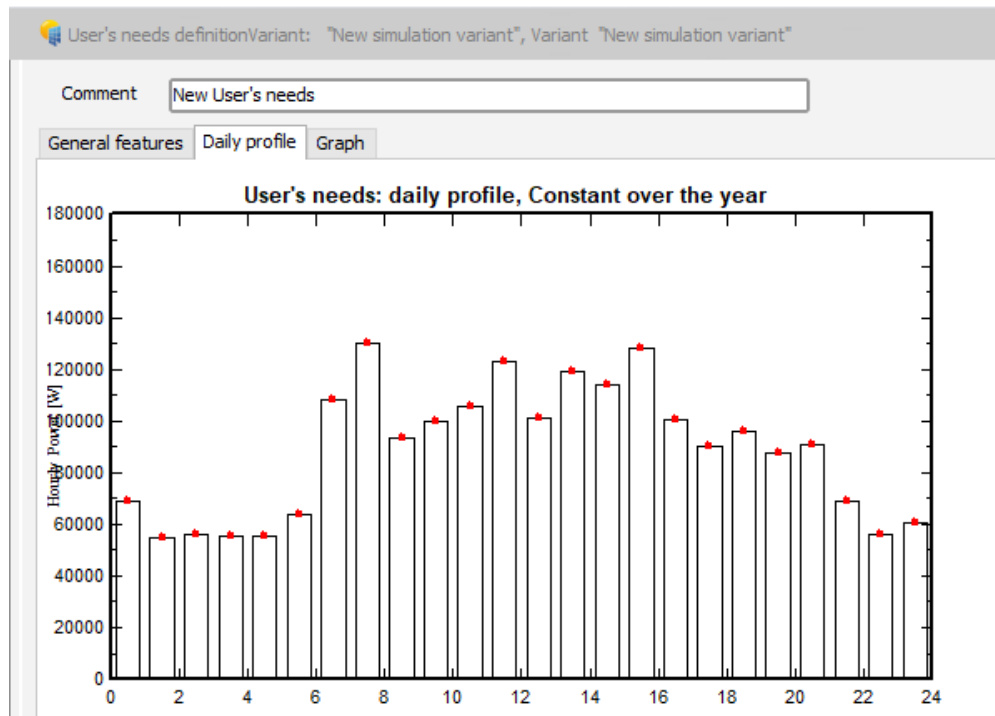 User's needs definitionVariant: "New simulation variant", Variant "New simulation variant"
Comment New User's needs
General features Daily profile Graph
User's needs: daily profile, Constant over the year
180000
160000
140000
120000
100000
80000
60000
40000
20000
0
Hourly Power [W]
0 2 4 6 8 10 12 14 16 18 20 22 24